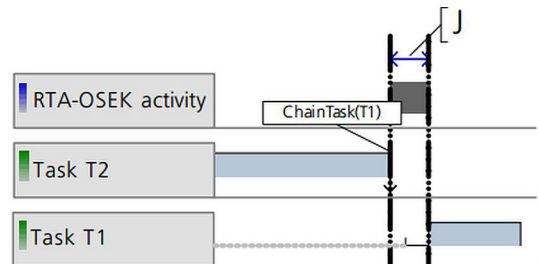 J
RTA-OSEK activity
ChainTask(T1)
Task T2
Task T1